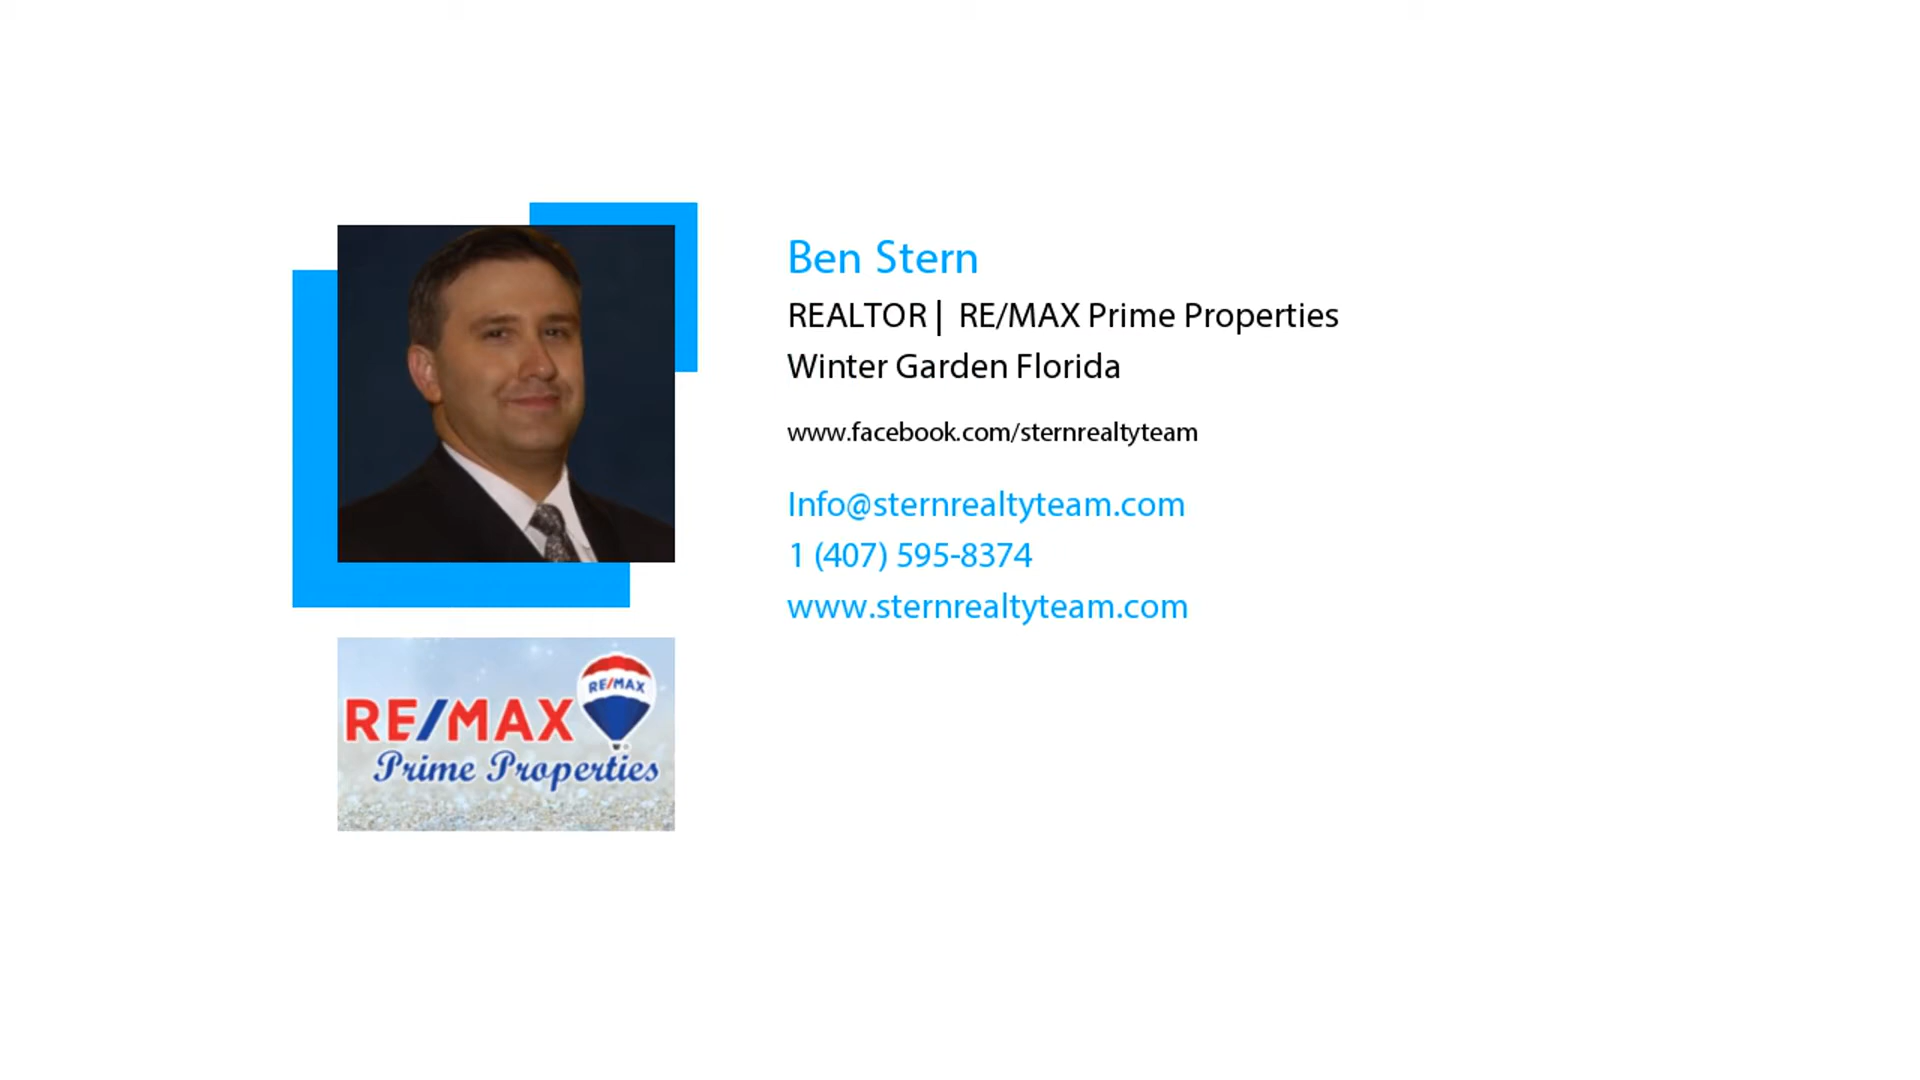 Ben Stern
REALTOR | RE/MAX Prime Properties
Winter Garden Florida
www.facebook.com/sternrealtyteam
Info@sternrealtyteam.com
1 (407) 595-8374
www.sternrealtyteam.com
RE/MAX
RE/MAX
Prime Properties